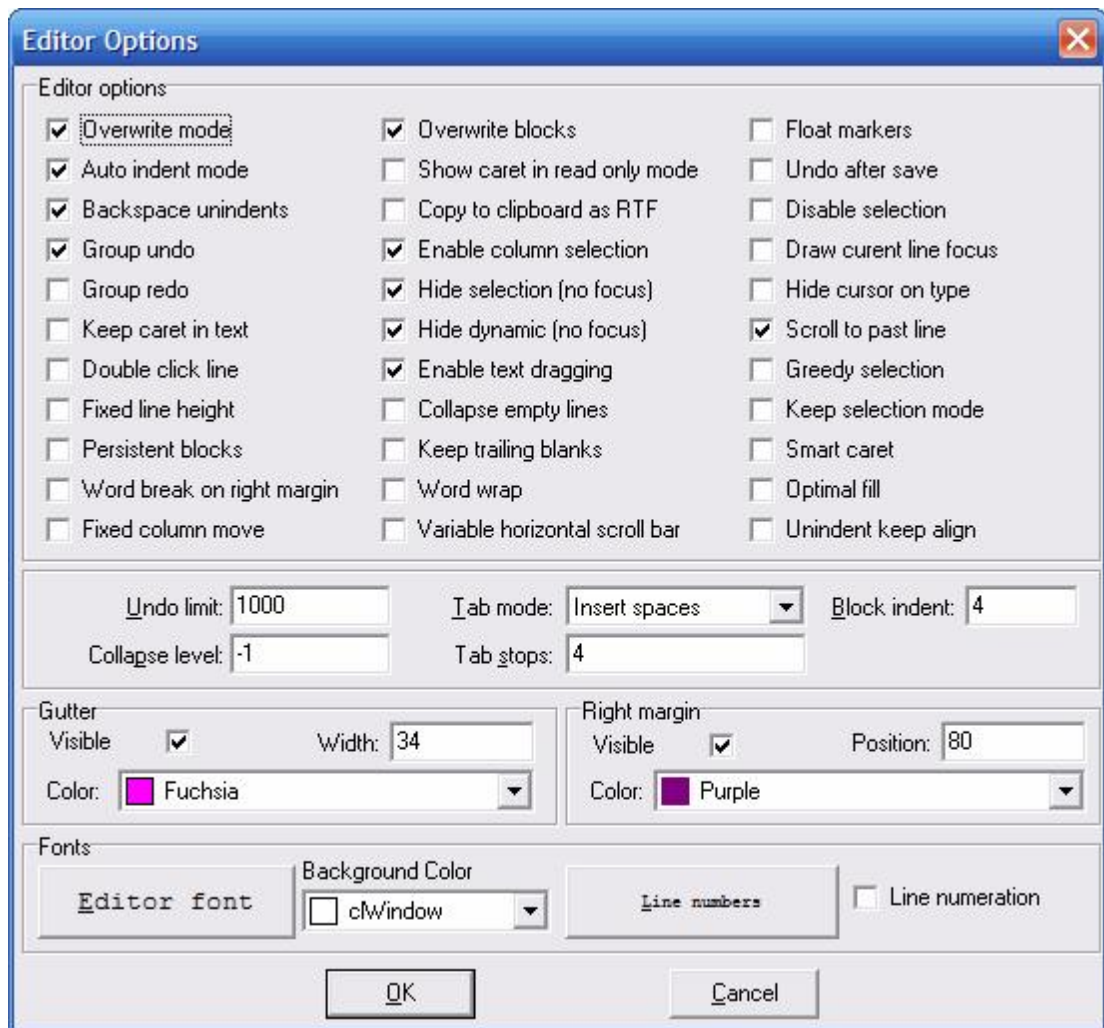 Editor Options
Editor options
Overwrite mode Overwrite blocks Float markers
Auto indent mode Show caret in read only mode Undo after save
Backspace unindents Copy to clipboard as RTF Disable selection
Group undo Enable column selection Draw curent line focus
Group redo Hide selection (no focus) Hide cursor on type
Keep caret in text Hide dynamic (no focus) Scroll to past line
Double click line Enable text dragging Greedy selection
Fixed line height Collapse empty lines Keep selection mode
Persistent blocks Keep trailing blanks Smart caret
Word break on right margin Word wrap Optimal fill
Fixed column move Variable horizontal scroll bar Unindent keep align
Undo limit: 1000 Tab mode: Insert spaces Block indent: 4
Collapse level: -1 Tab stops: 4
Gutter Right margin
Visible Width: 34 Visible Position: 80
Color: Fuchsia Color: Purple
Fonts
Background Color
Editor font clWindow Line numbers Line numeration
OK Cancel